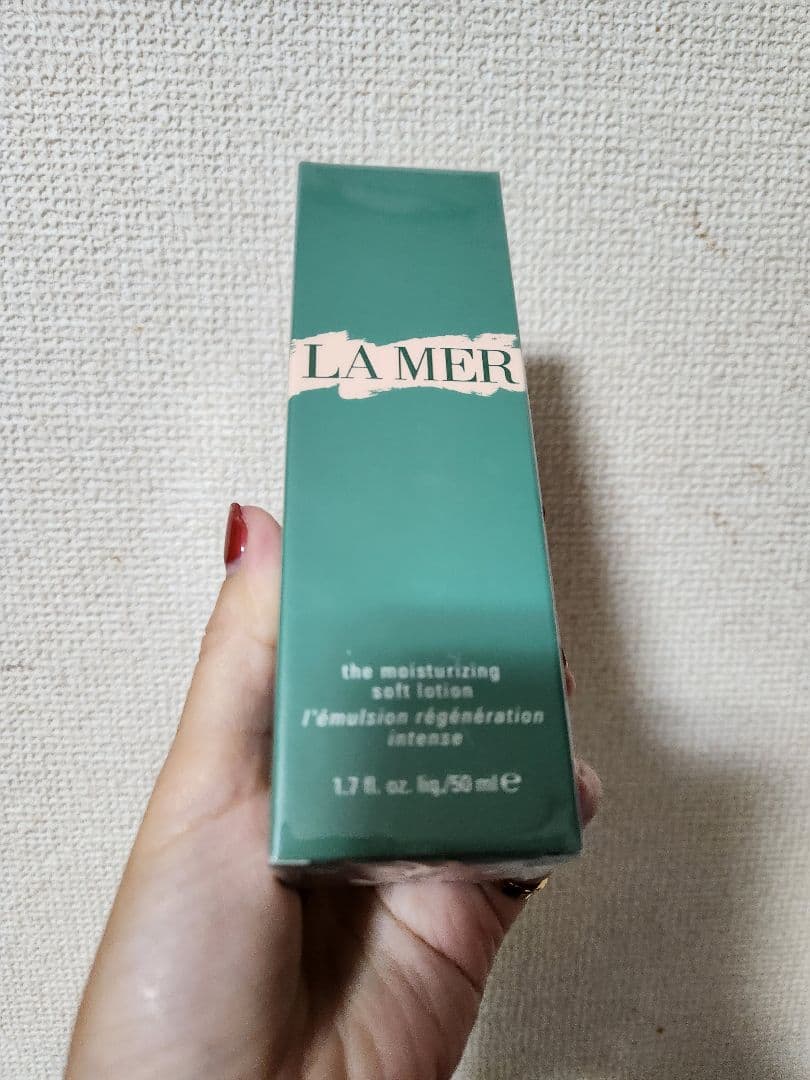 LA MER
the moisturizing
soft lotion
l'émulsion régénération
intense
1.7 fl. oz. liq./50 ml ℮